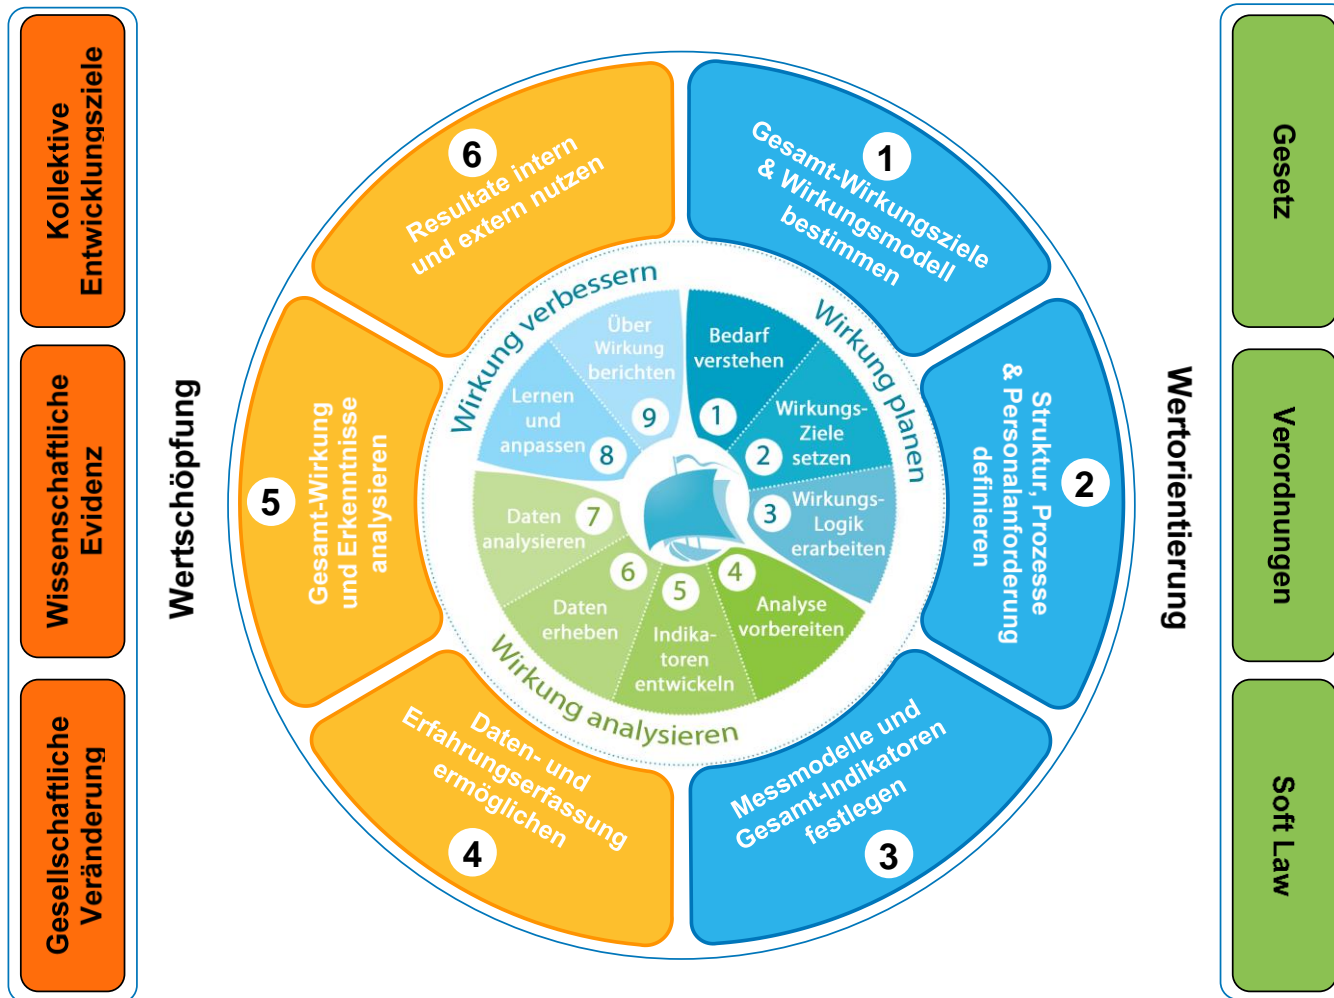 Kollektive
Entwicklungsziele
Wissenschaftliche
Evidenz
Gesellschaftliche
Veränderung
Wertschöpfung
1
Gesamt-Wirkungsziele
& Wirkungsmodell
bestimmen
2
Struktur, Prozesse
& Personalanforderung
definieren
3
Messmodelle und
Gesamt-Indikatoren
festlegen
4
Daten- und
Erfahrungserfassung
ermöglichen
5
Gesamt-Wirkung
und Erkenntnisse
analysieren
6
Resultate intern
und extern nutzen
Wirkung planen
Bedarf
verstehen
1
Wirkungs-
Ziele
setzen
2
Wirkungs-
Logik
erarbeiten
3
Wirkung analysieren
4
Analyse
vorbereiten
5
Indika-
toren
entwickeln
6
Daten
erheben
7
Daten
analysieren
Wirkung verbessern
Lernen
und
anpassen
8
Über
Wirkung
berichten
9
Wertorientierung
Gesetz
Verordnungen
Soft Law